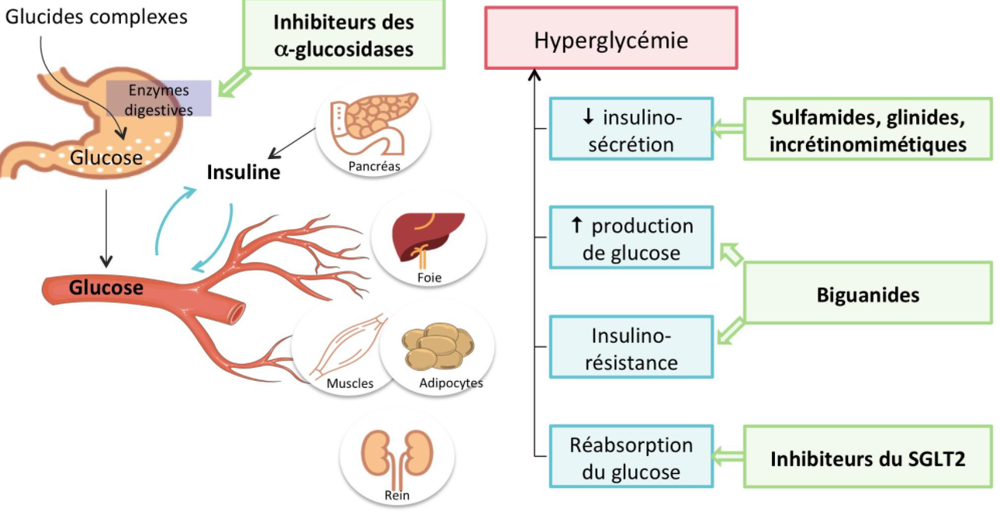 Glucides complexes
Inhibiteurs des
α-glucosidases
Enzymes
digestives
Glucose
Insuline
Pancréas
Foie
Glucose
Muscles
Adipocytes
Rein
Hyperglycémie
↓ insulino-
sécrétion
Sulfamides, glinides,
incrétinomimétiques
↑ production
de glucose
Biguanides
Insulino-
résistance
Réabsorption
du glucose
Inhibiteurs du SGLT2